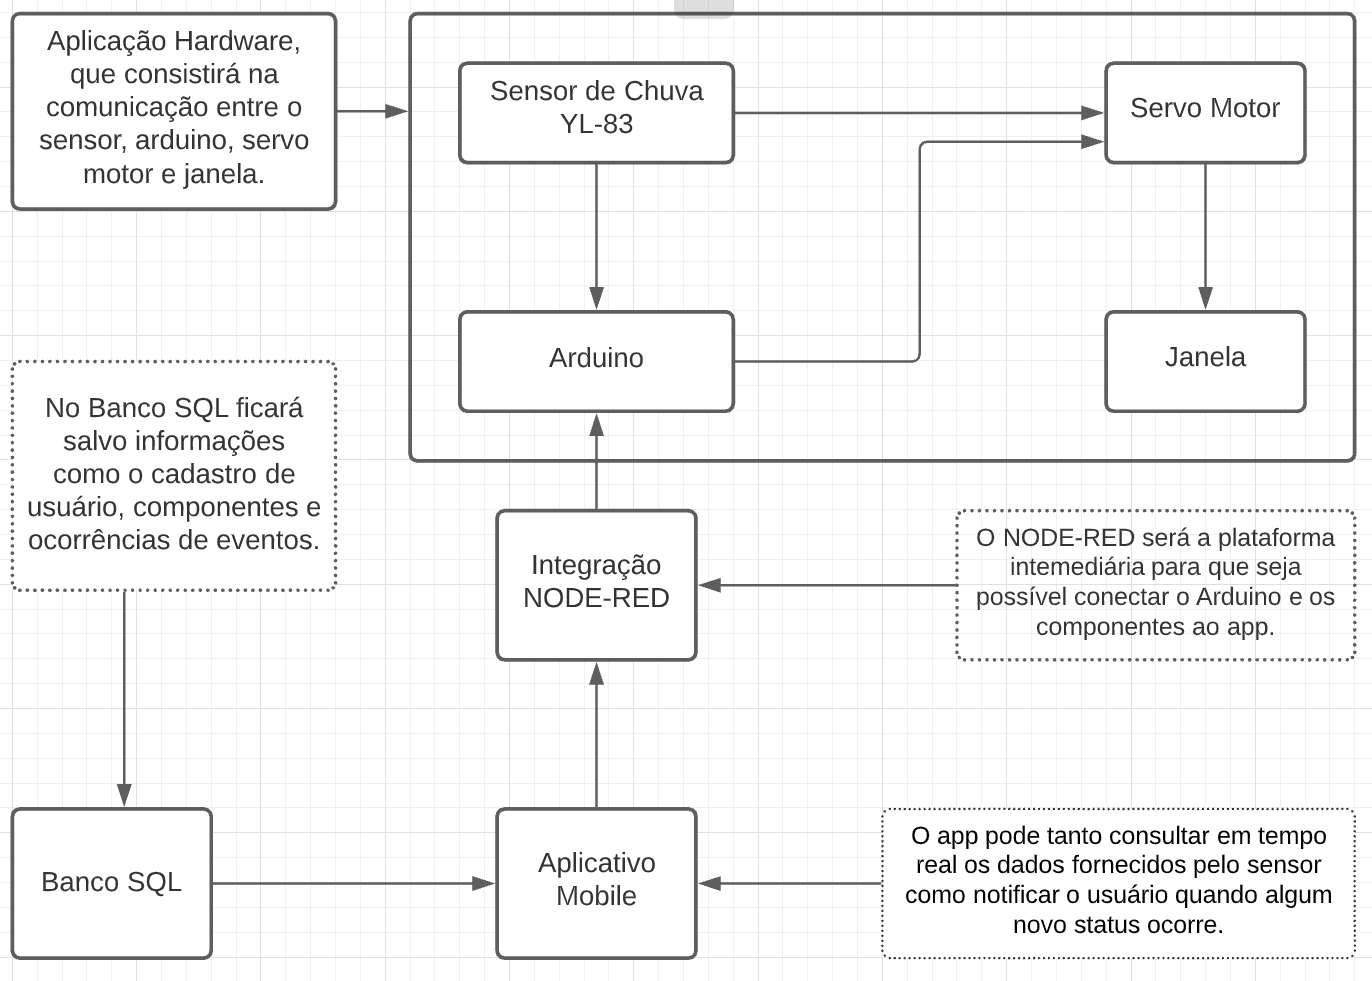 Aplicação Hardware,
que consistirá na
comunicação entre o
sensor, arduino, servo
motor e janela.
Sensor de Chuva
YL-83
Servo Motor
Arduino
Janela
No Banco SQL ficará
salvo informações
como o cadastro de
usuário, componentes e
ocorrências de eventos.
Integração
NODE-RED
O NODE-RED será a plataforma
intemediária para que seja
possível conectar o Arduino e os
componentes ao app.
Banco SQL
Aplicativo
Mobile
O app pode tanto consultar em tempo
real os dados fornecidos pelo sensor
como notificar o usuário quando algum
novo status ocorre.